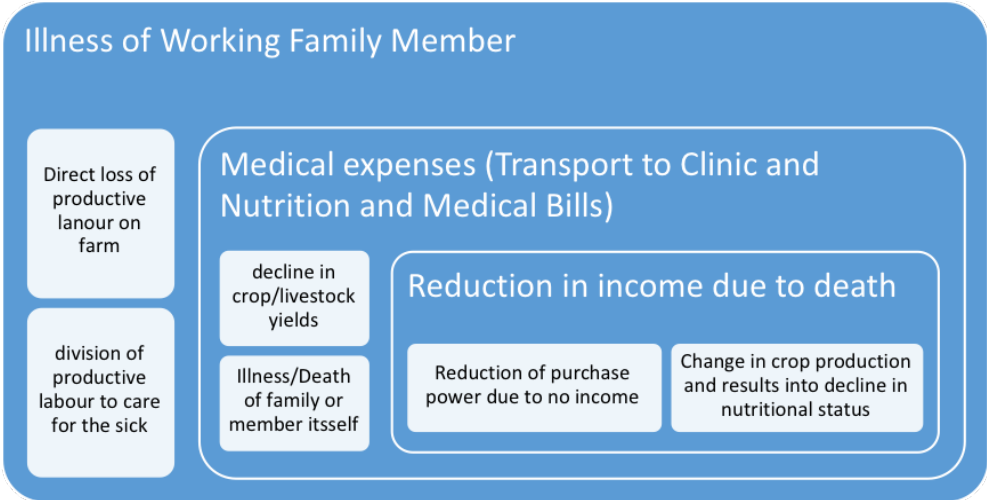 Illness of Working Family Member
Direct loss of
productive
lanour on
farm
division of
productive
labour to care
for the sick
Medical expenses (Transport to Clinic and
Nutrition and Medical Bills)
decline in
crop/livestock
yields
Illness/Death
of family or
member itsself
Reduction in income due to death
Reduction of purchase
power due to no income
Change in crop production
and results into decline in
nutritional status